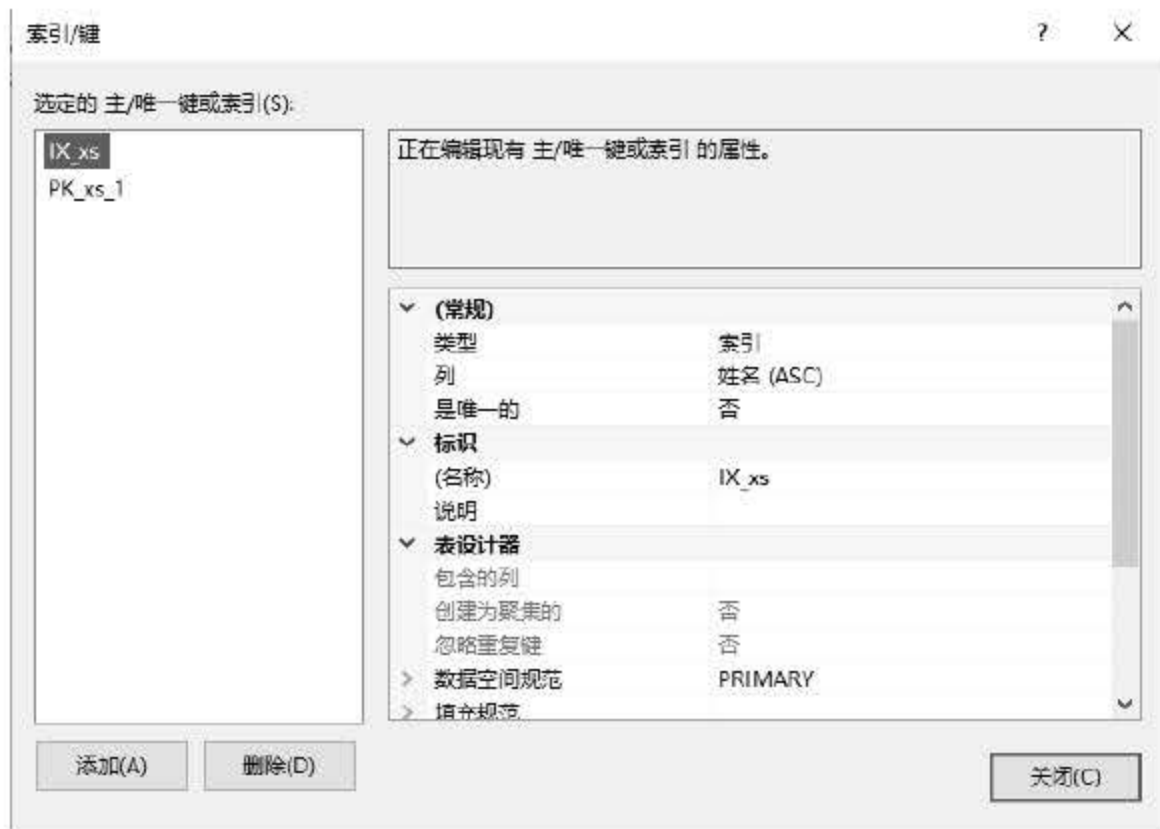 索引/键
? ×
选定的 主/唯一键或索引(S):
IX_xs
PK_xs_1
正在编辑现有 主/唯一键或索引 的属性。
(常规)
类型 索引
列 姓名 (ASC)
是唯一的 否
标识
(名称) IX_xs
说明
表设计器
包含的列
创建为聚集的 否
忽略重复键 否
数据空间规范 PRIMARY
填充规范
添加(A) 删除(D)
关闭(C)